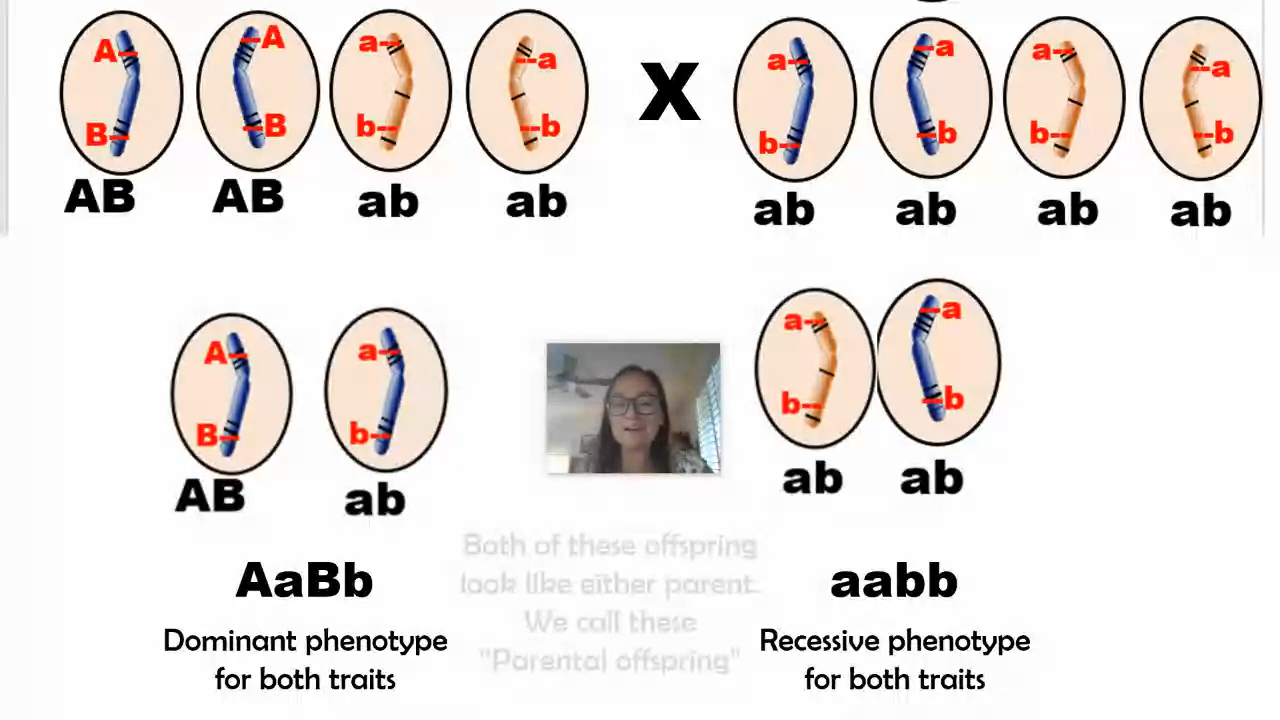 A A a a X a a a a
B B b b b b b b
AB AB ab ab ab ab ab ab
A a a a
B b b b
AB ab ab ab
Both of these offspring
look like either parent.
We call these
"Parental offspring"
AaBb aabb
Dominant phenotype
for both traits
Recessive phenotype
for both traits